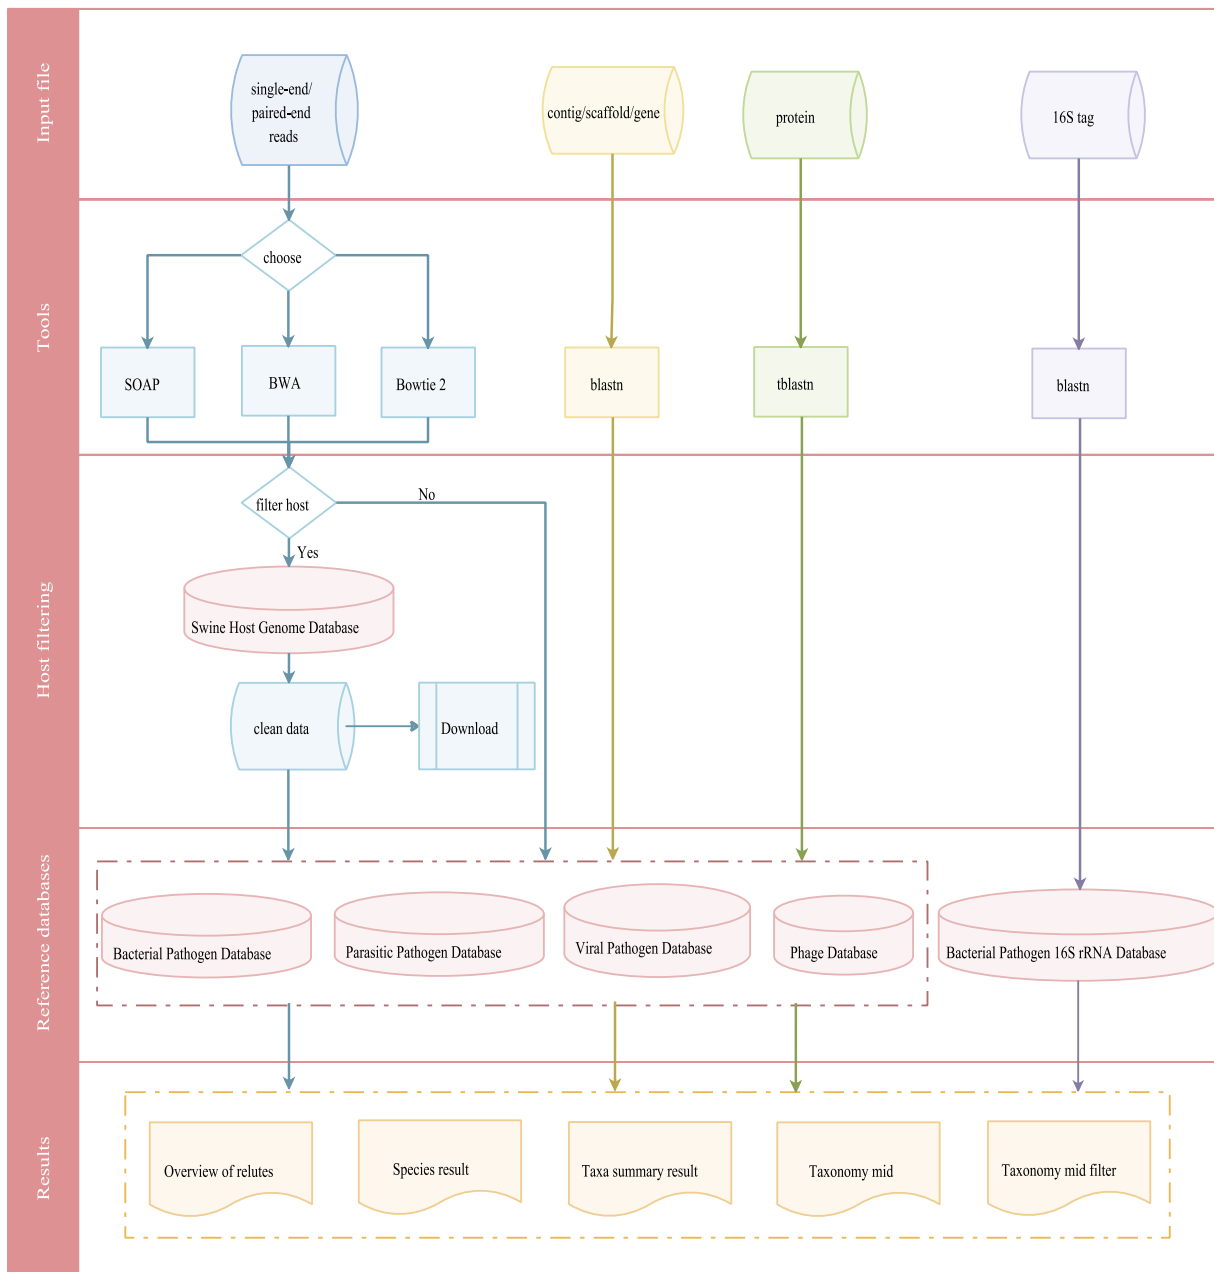 Input file
single-end/
paired-end
reads
contig/scaffold/gene
protein
16S tag
Tools
choose
SOAP
BWA
Bowtie 2
blastn
tblastn
blastn
Host filtering
filter host
No
Yes
Swine Host Genome Database
clean data
Download
Reference databases
Bacterial Pathogen Database
Parasitic Pathogen Database
Viral Pathogen Database
Phage Database
Bacterial Pathogen 16S rRNA Database
Results
Overview of relutes
Species result
Taxa summary result
Taxonomy mid
Taxonomy mid filter